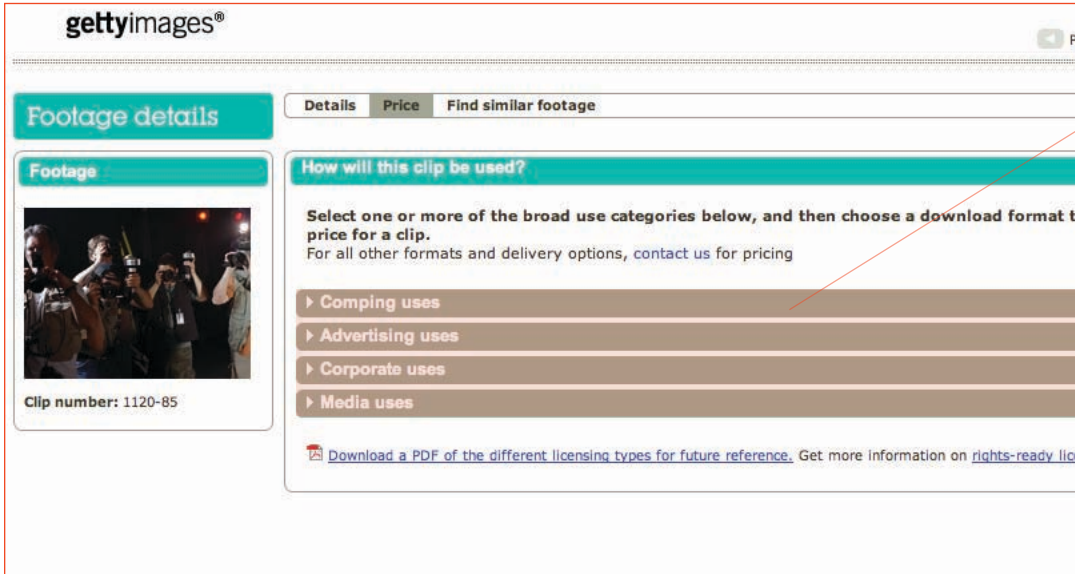 gettyimages®
P
Footage details
Details Price Find similar footage
Footage
Clip number: 1120-85
How will this clip be used?
Select one or more of the broad use categories below, and then choose a download format t
price for a clip.
For all other formats and delivery options, contact us for pricing
Comping uses
Advertising uses
Corporate uses
Media uses
Download a PDF of the different licensing types for future reference. Get more information on rights-ready lic